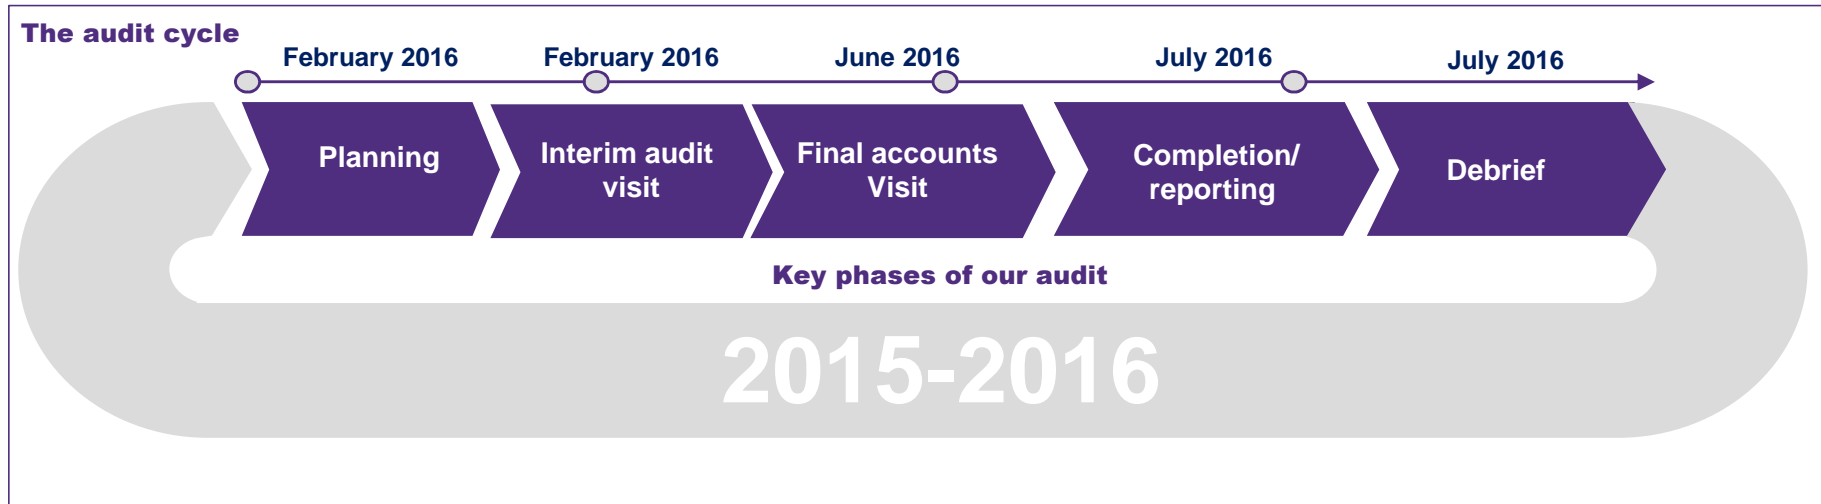 The audit cycle
February 2016
February 2016
June 2016
July 2016
July 2016
Planning
Interim audit
visit
Final accounts
Visit
Completion/
reporting
Debrief
Key phases of our audit
2015-2016